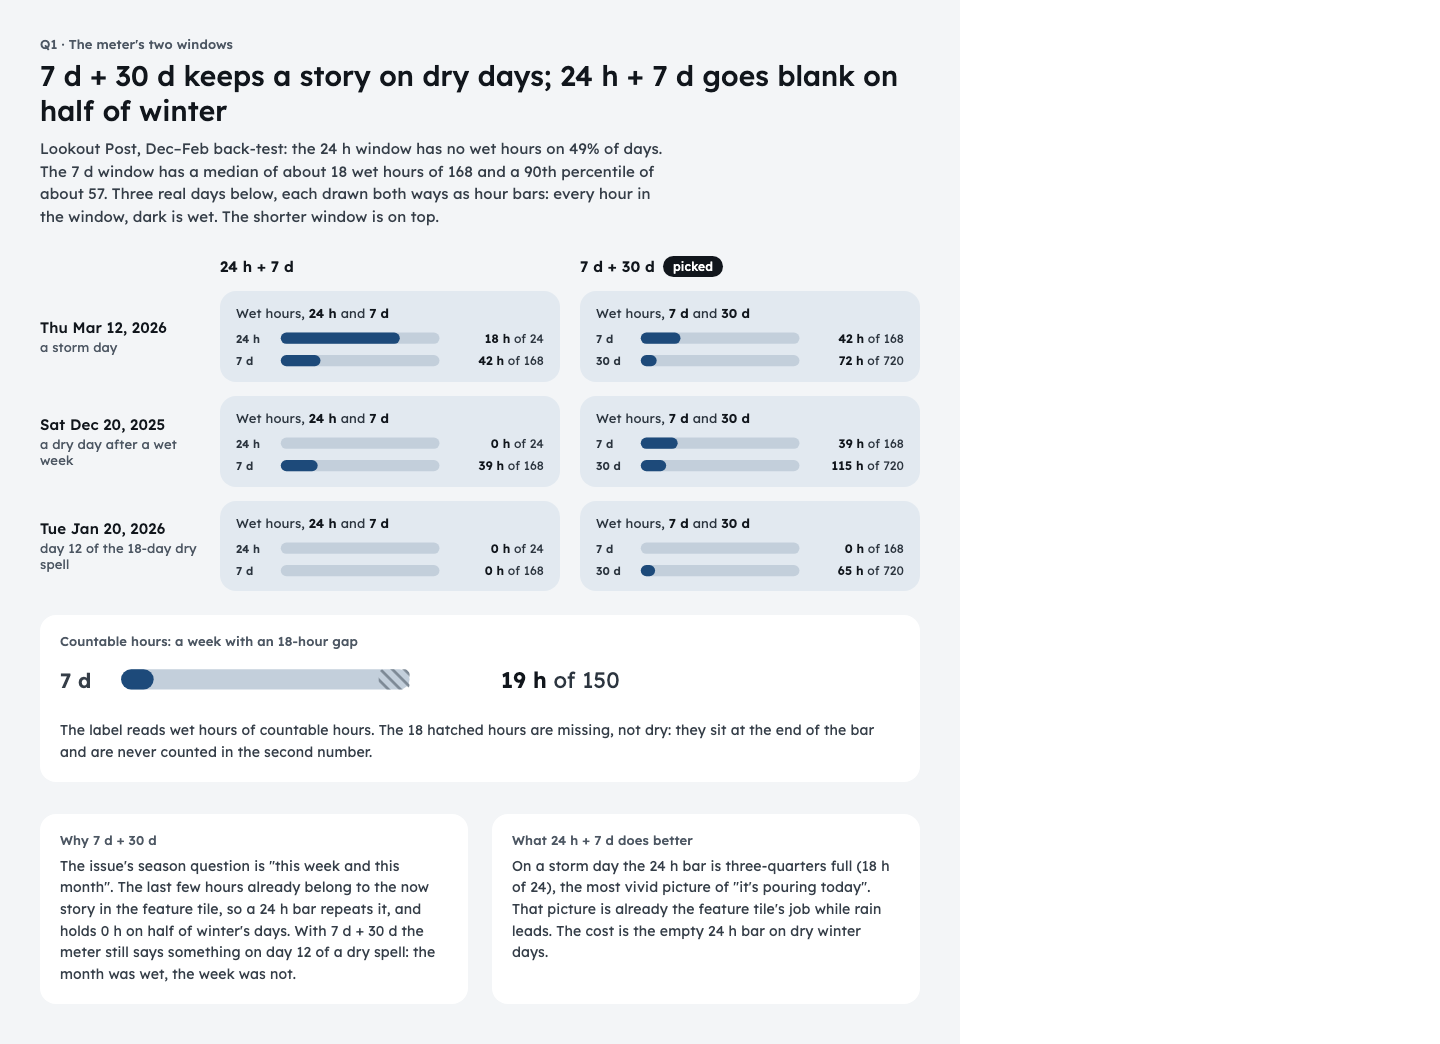 Q1 · The meter's two windows
7 d + 30 d keeps a story on dry days; 24 h + 7 d goes blank on
half of winter
Lookout Post, Dec–Feb back-test: the 24 h window has no wet hours on 49% of days.
The 7 d window has a median of about 18 wet hours of 168 and a 90th percentile of
about 57. Three real days below, each drawn both ways as hour bars: every hour in
the window, dark is wet. The shorter window is on top.
24 h + 7 d
7 d + 30 d picked
Thu Mar 12, 2026
a storm day
Wet hours, 24 h and 7 d
24 h 18 h of 24
7 d 42 h of 168
Wet hours, 7 d and 30 d
7 d 42 h of 168
30 d 72 h of 720
Sat Dec 20, 2025
a dry day after a wet
week
Wet hours, 24 h and 7 d
24 h 0 h of 24
7 d 39 h of 168
Wet hours, 7 d and 30 d
7 d 39 h of 168
30 d 115 h of 720
Tue Jan 20, 2026
day 12 of the 18-day dry
spell
Wet hours, 24 h and 7 d
24 h 0 h of 24
7 d 0 h of 168
Wet hours, 7 d and 30 d
7 d 0 h of 168
30 d 65 h of 720
Countable hours: a week with an 18-hour gap
7 d 19 h of 150
The label reads wet hours of countable hours. The 18 hatched hours are missing, not dry: they sit at the end of the bar
and are never counted in the second number.
Why 7 d + 30 d
The issue's season question is "this week and this
month". The last few hours already belong to the now
story in the feature tile, so a 24 h bar repeats it, and
holds 0 h on half of winter's days. With 7 d + 30 d the
meter still says something on day 12 of a dry spell: the
month was wet, the week was not.
What 24 h + 7 d does better
On a storm day the 24 h bar is three-quarters full (18 h
of 24), the most vivid picture of "it's pouring today".
That picture is already the feature tile's job while rain
leads. The cost is the empty 24 h bar on dry winter
days.